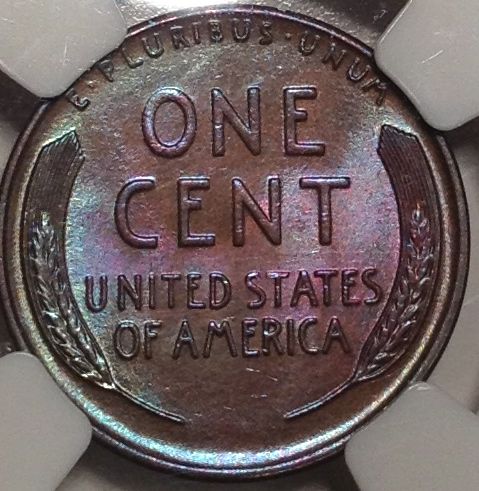 E·PLURIBUS·UNUM
ONE
CENT
UNITED STATES
OF AMERICA